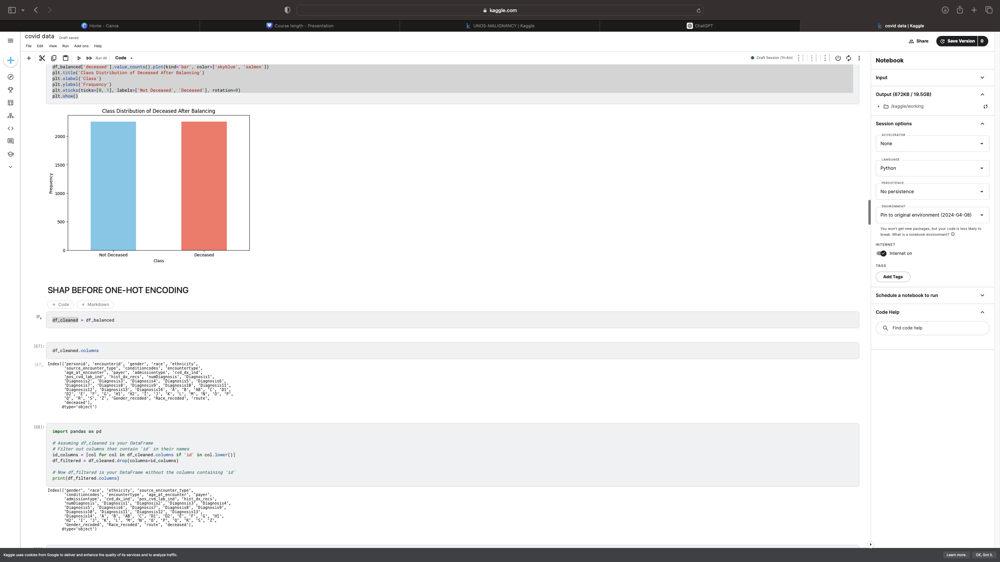 kaggle.com
Home - Canva
Course length - Presentation
UNOS-MALIGNANCY | Kaggle
ChatGPT
covid data | Kaggle
covid data Draft saved
File Edit View Run Add-ons Help
Share
Save Version 0
Run All Code
Draft Session (1h:4m)
HDD CPU RAM
df_balanced['deceased'].value_counts().plot(kind='bar', color=['skyblue', 'salmon'])
plt.title('Class Distribution of Deceased After Balancing')
plt.xlabel('Class')
plt.ylabel('Frequency')
plt.xticks(ticks=[0, 1], labels=['Not Deceased', 'Deceased'], rotation=0)
plt.show()
Class Distribution of Deceased After Balancing
2000
1500
1000
500
0
Frequency
Not Deceased
Deceased
Class
SHAP BEFORE ONE-HOT ENCODING
+ Code
+ Markdown
df_cleaned = df_balanced
[67]:
df_cleaned.columns
[67_
Index(['personid', 'encounterid', 'gender', 'race', 'ethnicity',
'source_encounter_type', 'conditioncodes', 'encountertype',
'age_at_encounter', 'payer', 'admissiontype', 'cvd_dx_ind',
'pos_cvd_lab_ind', 'hist_dx_recs', 'numDiagnosis', 'Diagnosis1',
'Diagnosis2', 'Diagnosis3', 'Diagnosis4', 'Diagnosis5', 'Diagnosis6',
'Diagnosis7', 'Diagnosis8', 'Diagnosis9', 'Diagnosis10', 'Diagnosis11',
'Diagnosis12', 'Diagnosis13', 'Diagnosis14', 'A', 'B', 'AB', 'C', 'D1',
'D2', 'E', 'F', 'G', 'H1', 'H2', 'I', 'J', 'K', 'L', 'M', 'N', 'O', 'P',
'Q', 'R', 'S', 'Z', 'Gender_recoded', 'Race_recoded', 'route',
'deceased'],
dtype='object')
[68]:
import pandas as pd
# Assuming df_cleaned is your DataFrame
# Filter out columns that contain 'id' in their names
id_columns = [col for col in df_cleaned.columns if 'id' in col.lower()]
df_filtered = df_cleaned.drop(columns=id_columns)
# Now df_filtered is your DataFrame without the columns containing 'id'
print(df_filtered.columns)
Index(['gender', 'race', 'ethnicity', 'source_encounter_type',
'conditioncodes', 'encountertype', 'age_at_encounter', 'payer',
'admissiontype', 'cvd_dx_ind', 'pos_cvd_lab_ind', 'hist_dx_recs',
'numDiagnosis', 'Diagnosis1', 'Diagnosis2', 'Diagnosis3', 'Diagnosis4',
'Diagnosis5', 'Diagnosis6', 'Diagnosis7', 'Diagnosis8', 'Diagnosis9',
'Diagnosis10', 'Diagnosis11', 'Diagnosis12', 'Diagnosis13',
'Diagnosis14', 'A', 'B', 'AB', 'C', 'D1', 'D2', 'E', 'F', 'G', 'H1',
'H2', 'I', 'J', 'K', 'L', 'M', 'N', 'O', 'P', 'Q', 'R', 'S', 'Z',
'Gender_recoded', 'Race_recoded', 'route', 'deceased'],
dtype='object')
Notebook
Input
Output (672KB / 19.5GB)
/kaggle/working
Session options
ACCELERATOR
None
LANGUAGE
Python
PERSISTENCE
No persistence
ENVIRONMENT
Pin to original environment (2024-04-08)
You won't get new packages, but your code is less likely to
break. What is a notebook environment?
INTERNET
Internet on
TAGS
Add Tags
Schedule a notebook to run
Code Help
Find code help
Kaggle uses cookies from Google to deliver and enhance the quality of its services and to analyze traffic.
Learn more.
OK, Got it.